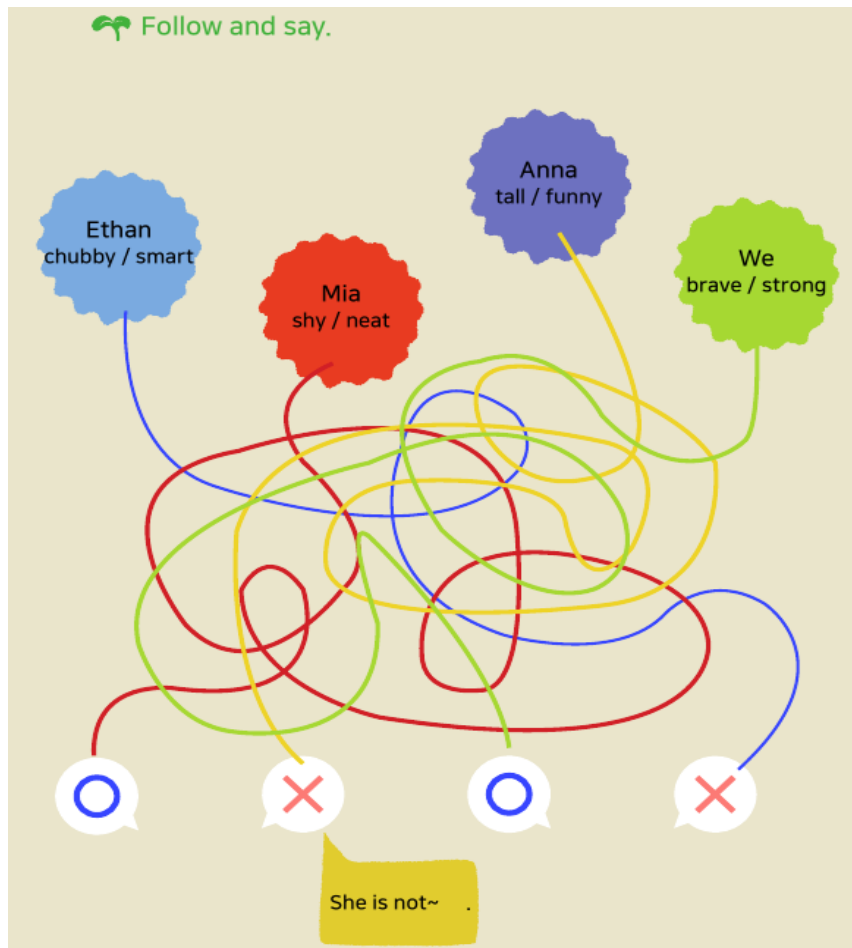 Follow and say.
Anna
tall / funny
Ethan
chubby / smart
We
brave / strong
Mia
shy / neat
She is not~ .